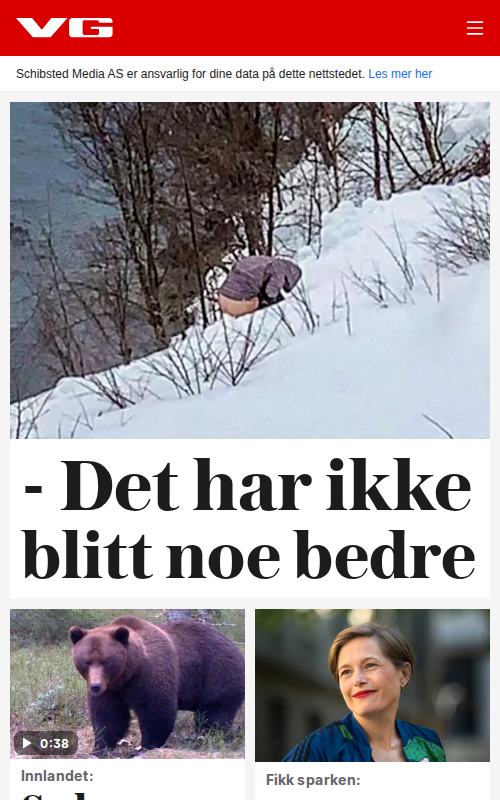 VG
Schibsted Media AS er ansvarlig for dine data på dette nettstedet. Les mer her
- Det har ikke
blitt noe bedre
0:38
Innlandet:
Fikk sparken: